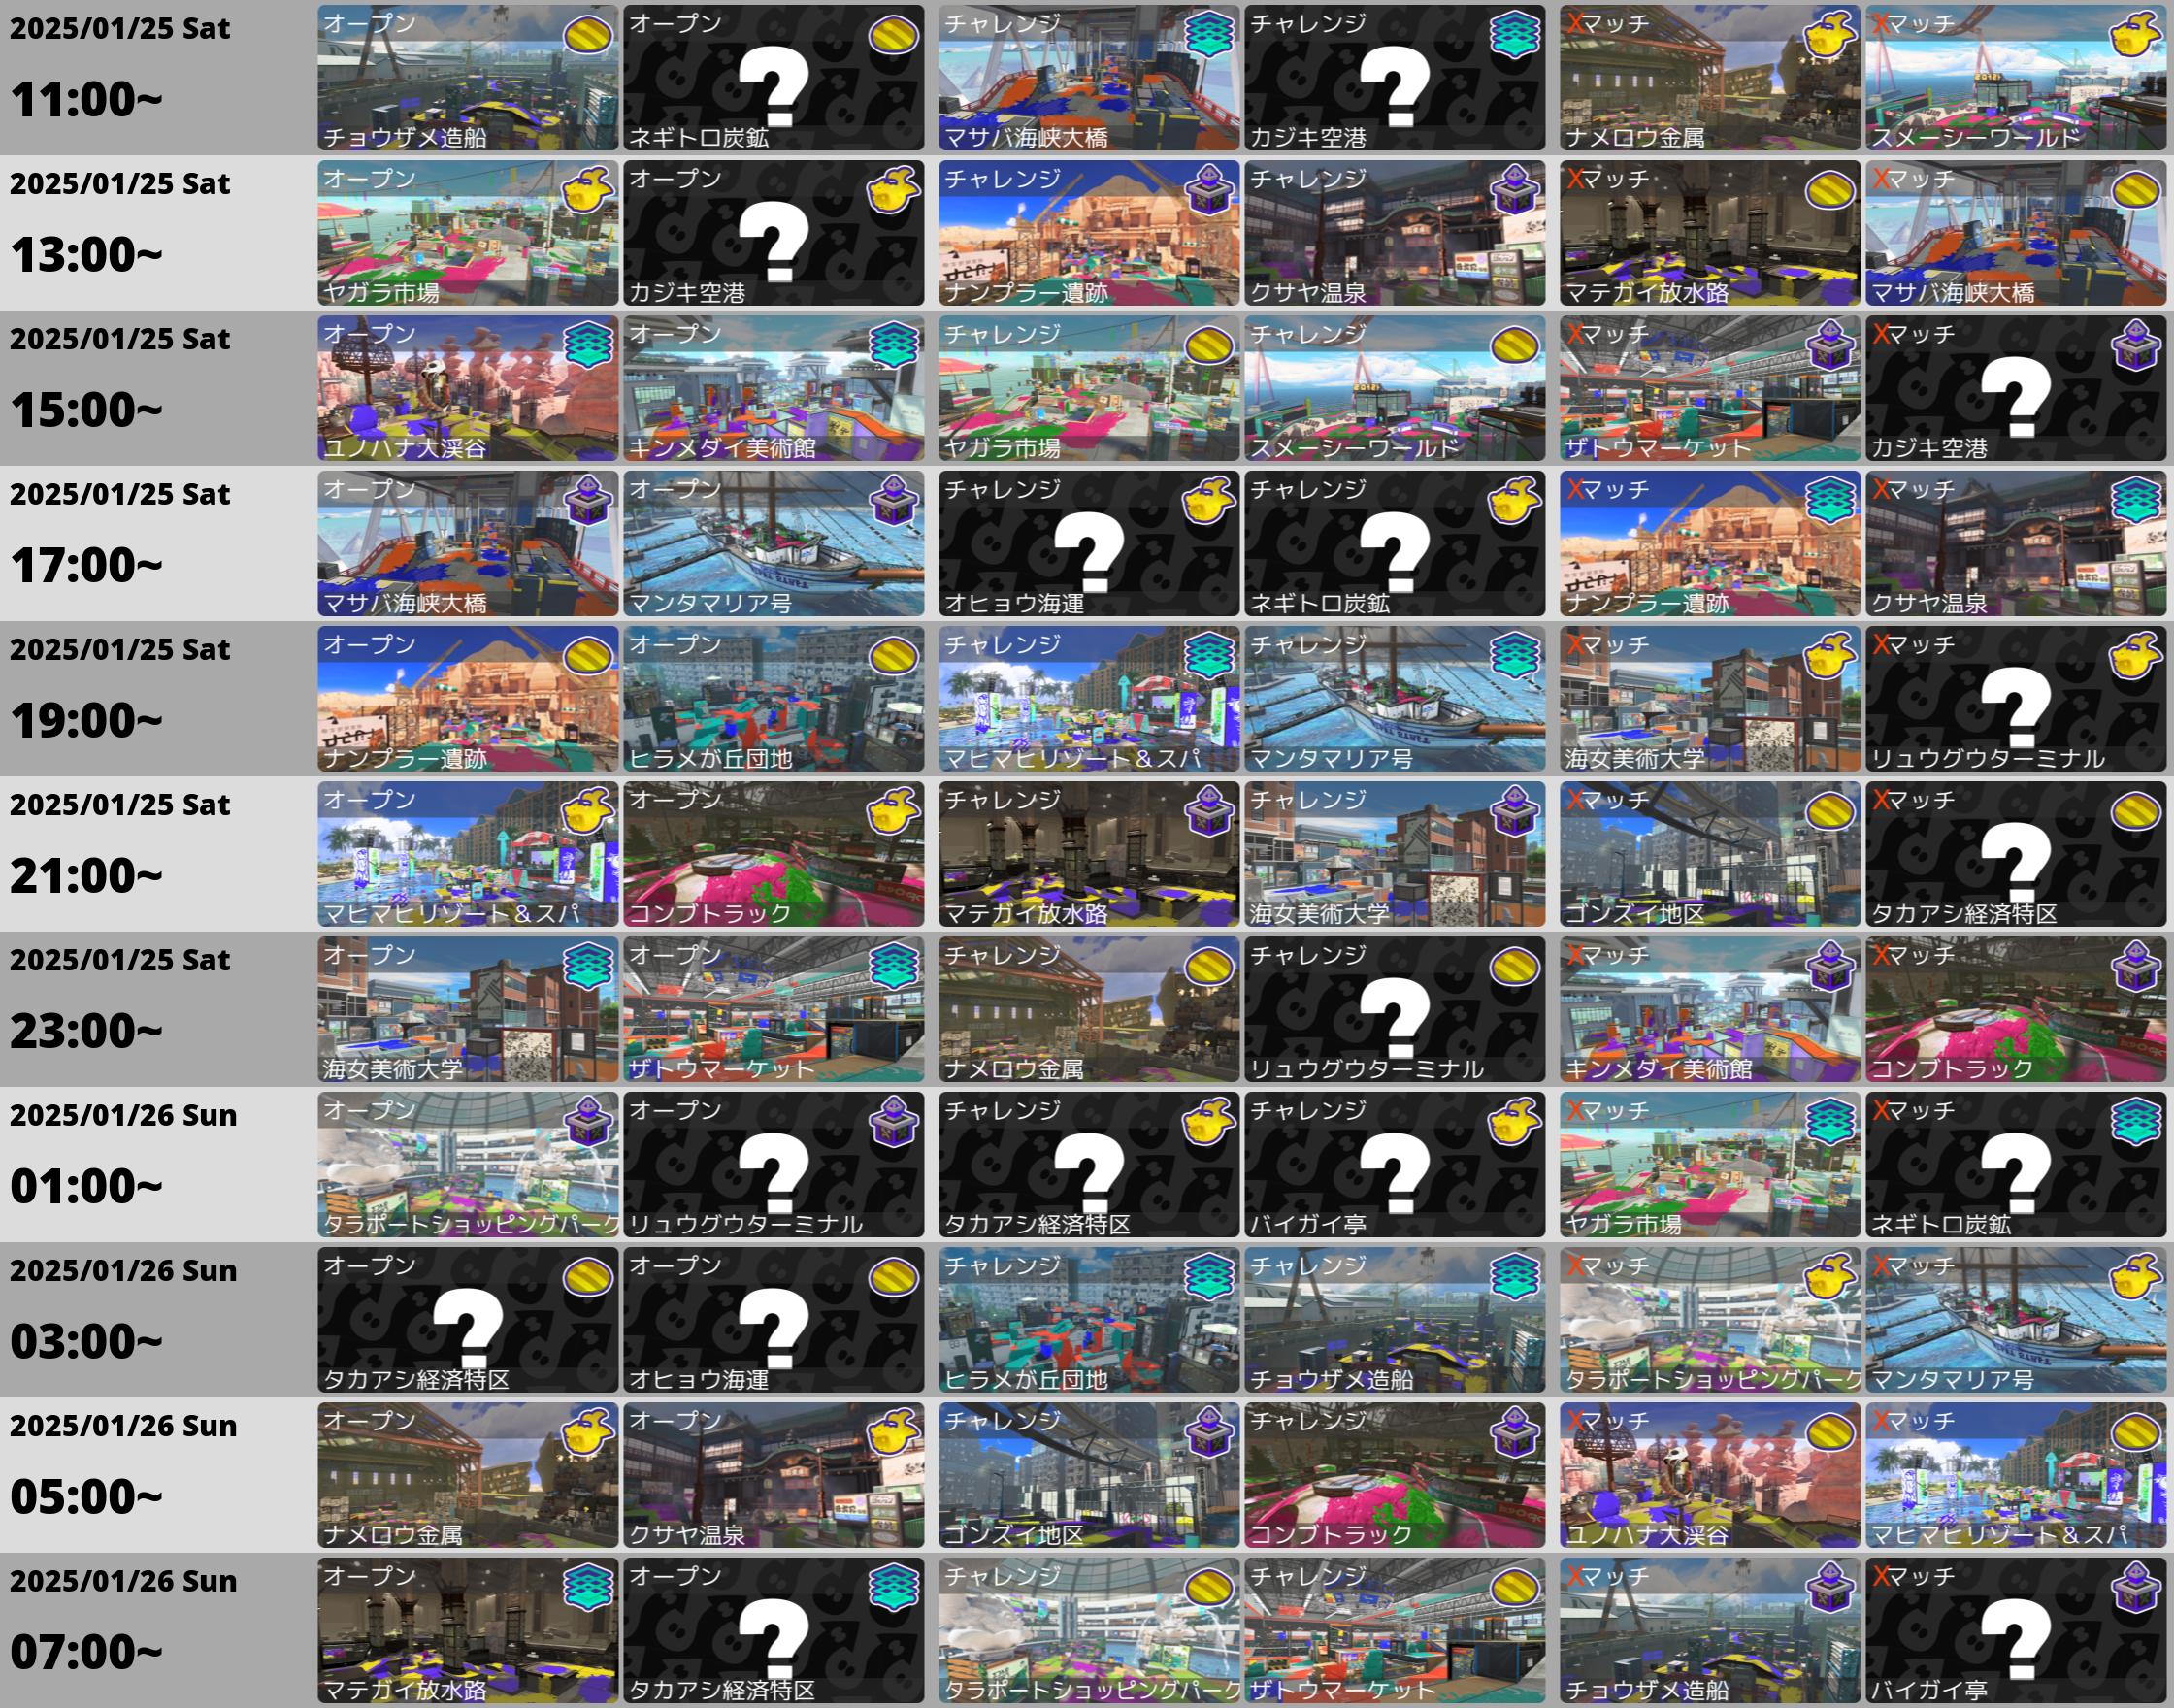 2025/01/25 Sat
11:00~
オープン オープン チャレンジ チャレンジ Xマッチ Xマッチ
チョウザメ造船 ネギトロ炭鉱 マサバ海峡大橋 カジキ空港 ナメロウ金属 スメーシーワールド
2025/01/25 Sat
13:00~
オープン オープン チャレンジ チャレンジ Xマッチ Xマッチ
ヤガラ市場 カジキ空港 ナンプラー遺跡 クサヤ温泉 マテガイ放水路 マサバ海峡大橋
2025/01/25 Sat
15:00~
オープン オープン チャレンジ チャレンジ Xマッチ Xマッチ
ユノハナ大渓谷 キンメダイ美術館 ヤガラ市場 スメーシーワールド ザトウマーケット カジキ空港
2025/01/25 Sat
17:00~
オープン オープン チャレンジ チャレンジ Xマッチ Xマッチ
マサバ海峡大橋 マンタマリア号 オヒョウ海運 ネギトロ炭鉱 ナンプラー遺跡 クサヤ温泉
2025/01/25 Sat
19:00~
オープン オープン チャレンジ チャレンジ Xマッチ Xマッチ
ナンプラー遺跡 ヒラメが丘団地 マヒマヒリゾート&スパ マンタマリア号 海女美術大学 リュウグウターミナル
2025/01/25 Sat
21:00~
オープン オープン チャレンジ チャレンジ Xマッチ Xマッチ
マヒマヒリゾート&スパ コンブトラック マテガイ放水路 海女美術大学 ゴンズイ地区 タカアシ経済特区
2025/01/25 Sat
23:00~
オープン オープン チャレンジ チャレンジ Xマッチ Xマッチ
海女美術大学 ザトウマーケット ナメロウ金属 リュウグウターミナル キンメダイ美術館 コンブトラック
2025/01/26 Sun
01:00~
オープン オープン チャレンジ チャレンジ Xマッチ Xマッチ
タラポートショッピングパーク リュウグウターミナル タカアシ経済特区 バイガイ亭 ヤガラ市場 ネギトロ炭鉱
2025/01/26 Sun
03:00~
オープン オープン チャレンジ チャレンジ Xマッチ Xマッチ
タカアシ経済特区 オヒョウ海運 ヒラメが丘団地 チョウザメ造船 タラポートショッピングパーク マンタマリア号
2025/01/26 Sun
05:00~
オープン オープン チャレンジ チャレンジ Xマッチ Xマッチ
ナメロウ金属 クサヤ温泉 ゴンズイ地区 コンブトラック ユノハナ大渓谷 マヒマヒリゾート&スパ
2025/01/26 Sun
07:00~
オープン オープン チャレンジ チャレンジ Xマッチ Xマッチ
マテガイ放水路 タカアシ経済特区 タラポートショッピングパーク ザトウマーケット チョウザメ造船 バイガイ亭